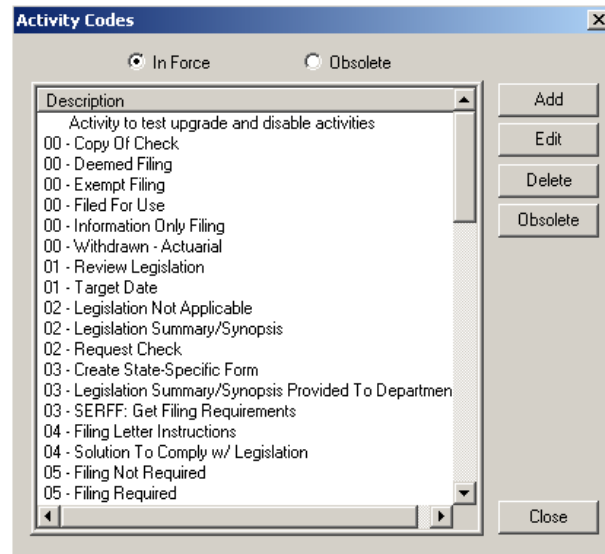 Activity Codes
In Force
Obsolete
Description
Activity to test upgrade and disable activities
00 - Copy Of Check
00 - Deemed Filing
00 - Exempt Filing
00 - Filed For Use
00 - Information Only Filing
00 - Withdrawn - Actuarial
01 - Review Legislation
01 - Target Date
02 - Legislation Not Applicable
02 - Legislation Summary/Synopsis
02 - Request Check
03 - Create State-Specific Form
03 - Legislation Summary/Synopsis Provided To Departmen
03 - SERFF: Get Filing Requirements
04 - Filing Letter Instructions
04 - Solution To Comply w/ Legislation
05 - Filing Not Required
05 - Filing Required
Add
Edit
Delete
Obsolete
Close